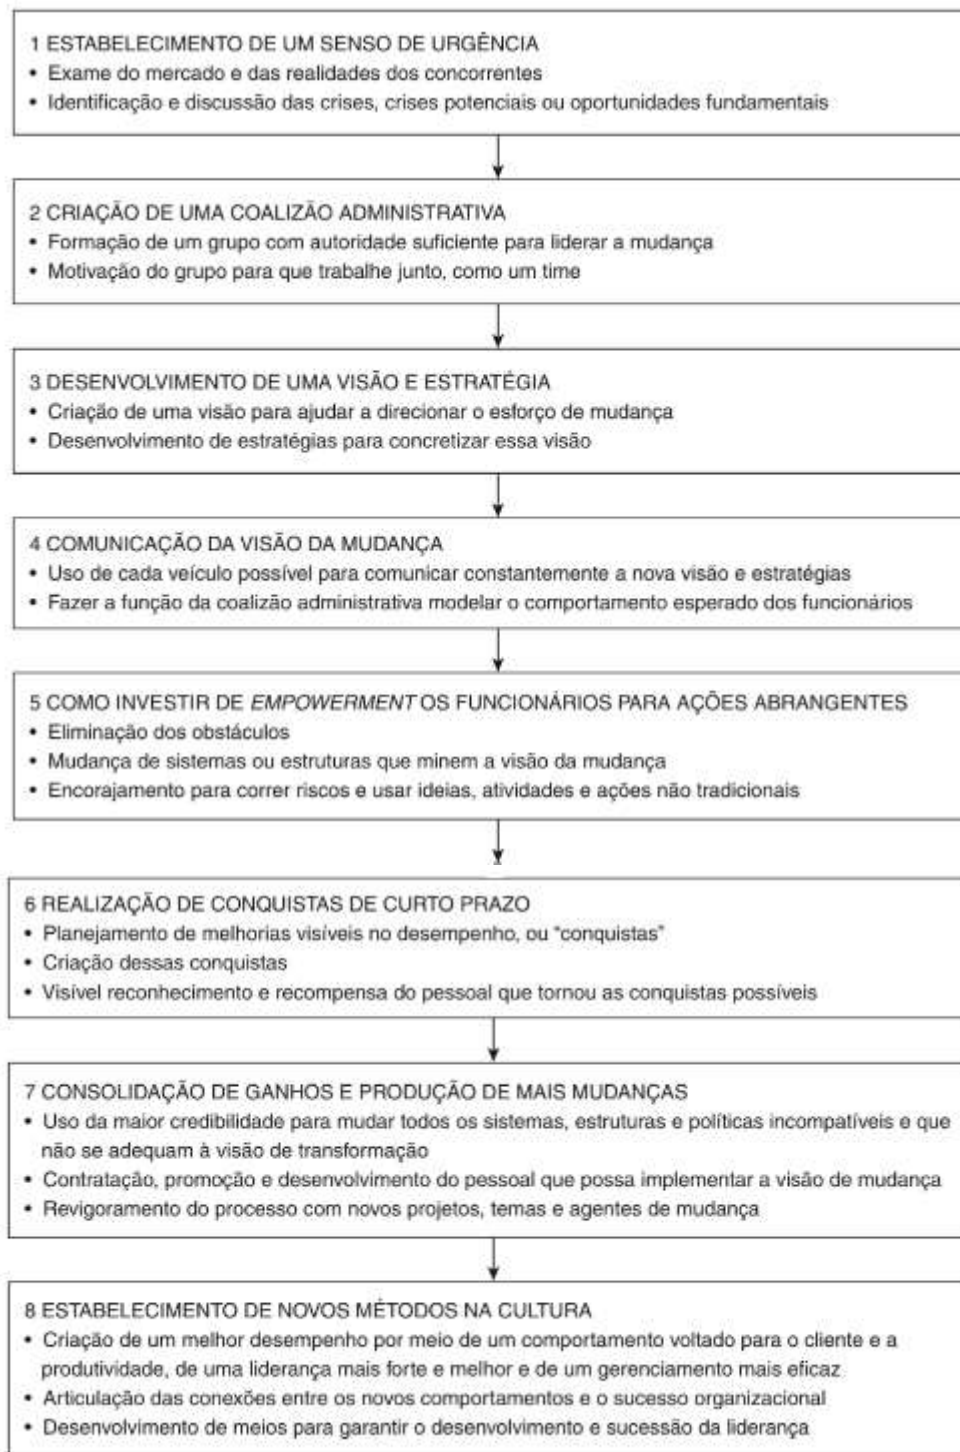 1 ESTABELECIMENTO DE UM SENSO DE URGÊNCIA
• Exame do mercado e das realidades dos concorrentes
• Identificação e discussão das crises, crises potenciais ou oportunidades fundamentais
2 CRIAÇÃO DE UMA COALIZÃO ADMINISTRATIVA
• Formação de um grupo com autoridade suficiente para liderar a mudança
• Motivação do grupo para que trabalhe junto, como um time
3 DESENVOLVIMENTO DE UMA VISÃO E ESTRATÉGIA
• Criação de uma visão para ajudar a direcionar o esforço de mudança
• Desenvolvimento de estratégias para concretizar essa visão
4 COMUNICAÇÃO DA VISÃO DA MUDANÇA
• Uso de cada veículo possível para comunicar constantemente a nova visão e estratégias
• Fazer a função da coalizão administrativa modelar o comportamento esperado dos funcionários
5 COMO INVESTIR DE EMPOWERMENT OS FUNCIONÁRIOS PARA AÇÕES ABRANGENTES
• Eliminação dos obstáculos
• Mudança de sistemas ou estruturas que minem a visão da mudança
• Encorajamento para correr riscos e usar ideias, atividades e ações não tradicionais
6 REALIZAÇÃO DE CONQUISTAS DE CURTO PRAZO
• Planejamento de melhorias visíveis no desempenho, ou “conquistas”
• Criação dessas conquistas
• Visível reconhecimento e recompensa do pessoal que tornou as conquistas possíveis
7 CONSOLIDAÇÃO DE GANHOS E PRODUÇÃO DE MAIS MUDANÇAS
• Uso da maior credibilidade para mudar todos os sistemas, estruturas e políticas incompatíveis e que
não se adequam à visão de transformação
• Contratação, promoção e desenvolvimento do pessoal que possa implementar a visão de mudança
• Revigoramento do processo com novos projetos, temas e agentes de mudança
8 ESTABELECIMENTO DE NOVOS MÉTODOS NA CULTURA
• Criação de um melhor desempenho por meio de um comportamento voltado para o cliente e a
produtividade, de uma liderança mais forte e melhor e de um gerenciamento mais eficaz
• Articulação das conexões entre os novos comportamentos e o sucesso organizacional
• Desenvolvimento de meios para garantir o desenvolvimento e sucessão da liderança